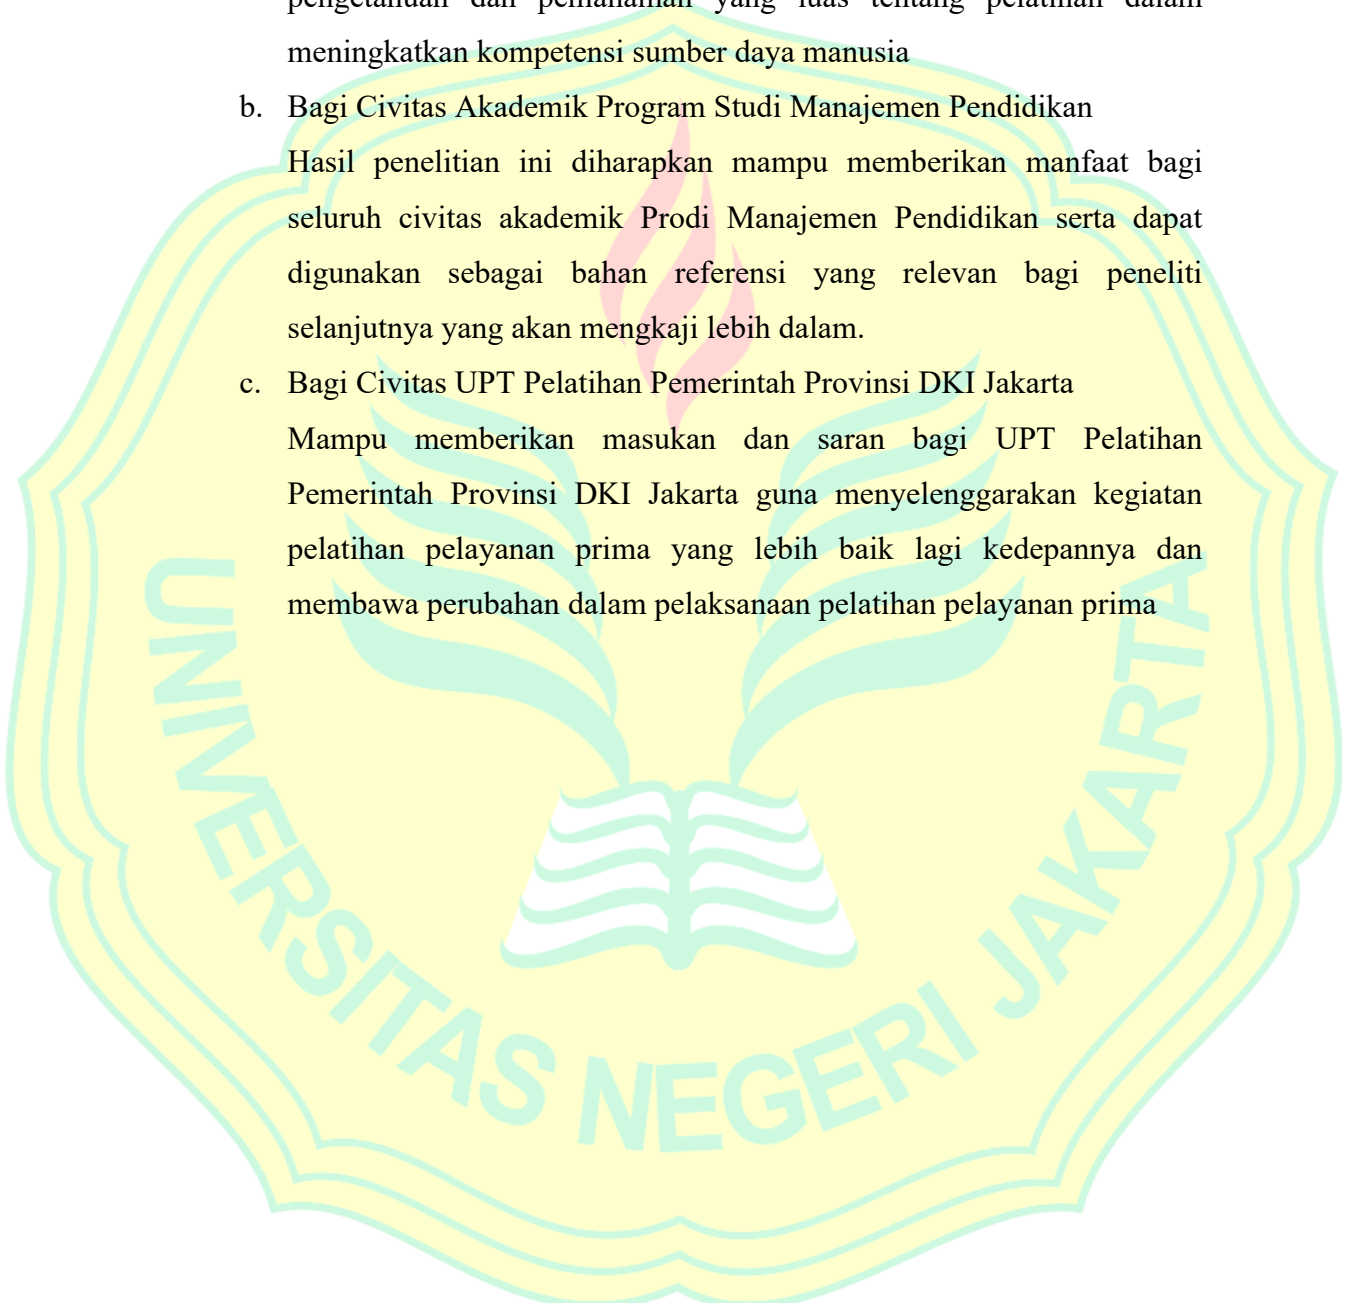 pengetahuan dan pemahaman yang luas tentang pelatihan dalam
meningkatkan kompetensi sumber daya manusia
b. Bagi Civitas Akademik Program Studi Manajemen Pendidikan
Hasil penelitian ini diharapkan mampu memberikan manfaat bagi
seluruh civitas akademik Prodi Manajemen Pendidikan serta dapat
digunakan sebagai bahan referensi yang relevan bagi peneliti
selanjutnya yang akan mengkaji lebih dalam.
c. Bagi Civitas UPT Pelatihan Pemerintah Provinsi DKI Jakarta
Mampu memberikan masukan dan saran bagi UPT Pelatihan
Pemerintah Provinsi DKI Jakarta guna menyelenggarakan kegiatan
pelatihan pelayanan prima yang lebih baik lagi kedepannya dan
membawa perubahan dalam pelaksanaan pelatihan pelayanan prima
UNIVERSITAS NEGERI JAKARTA